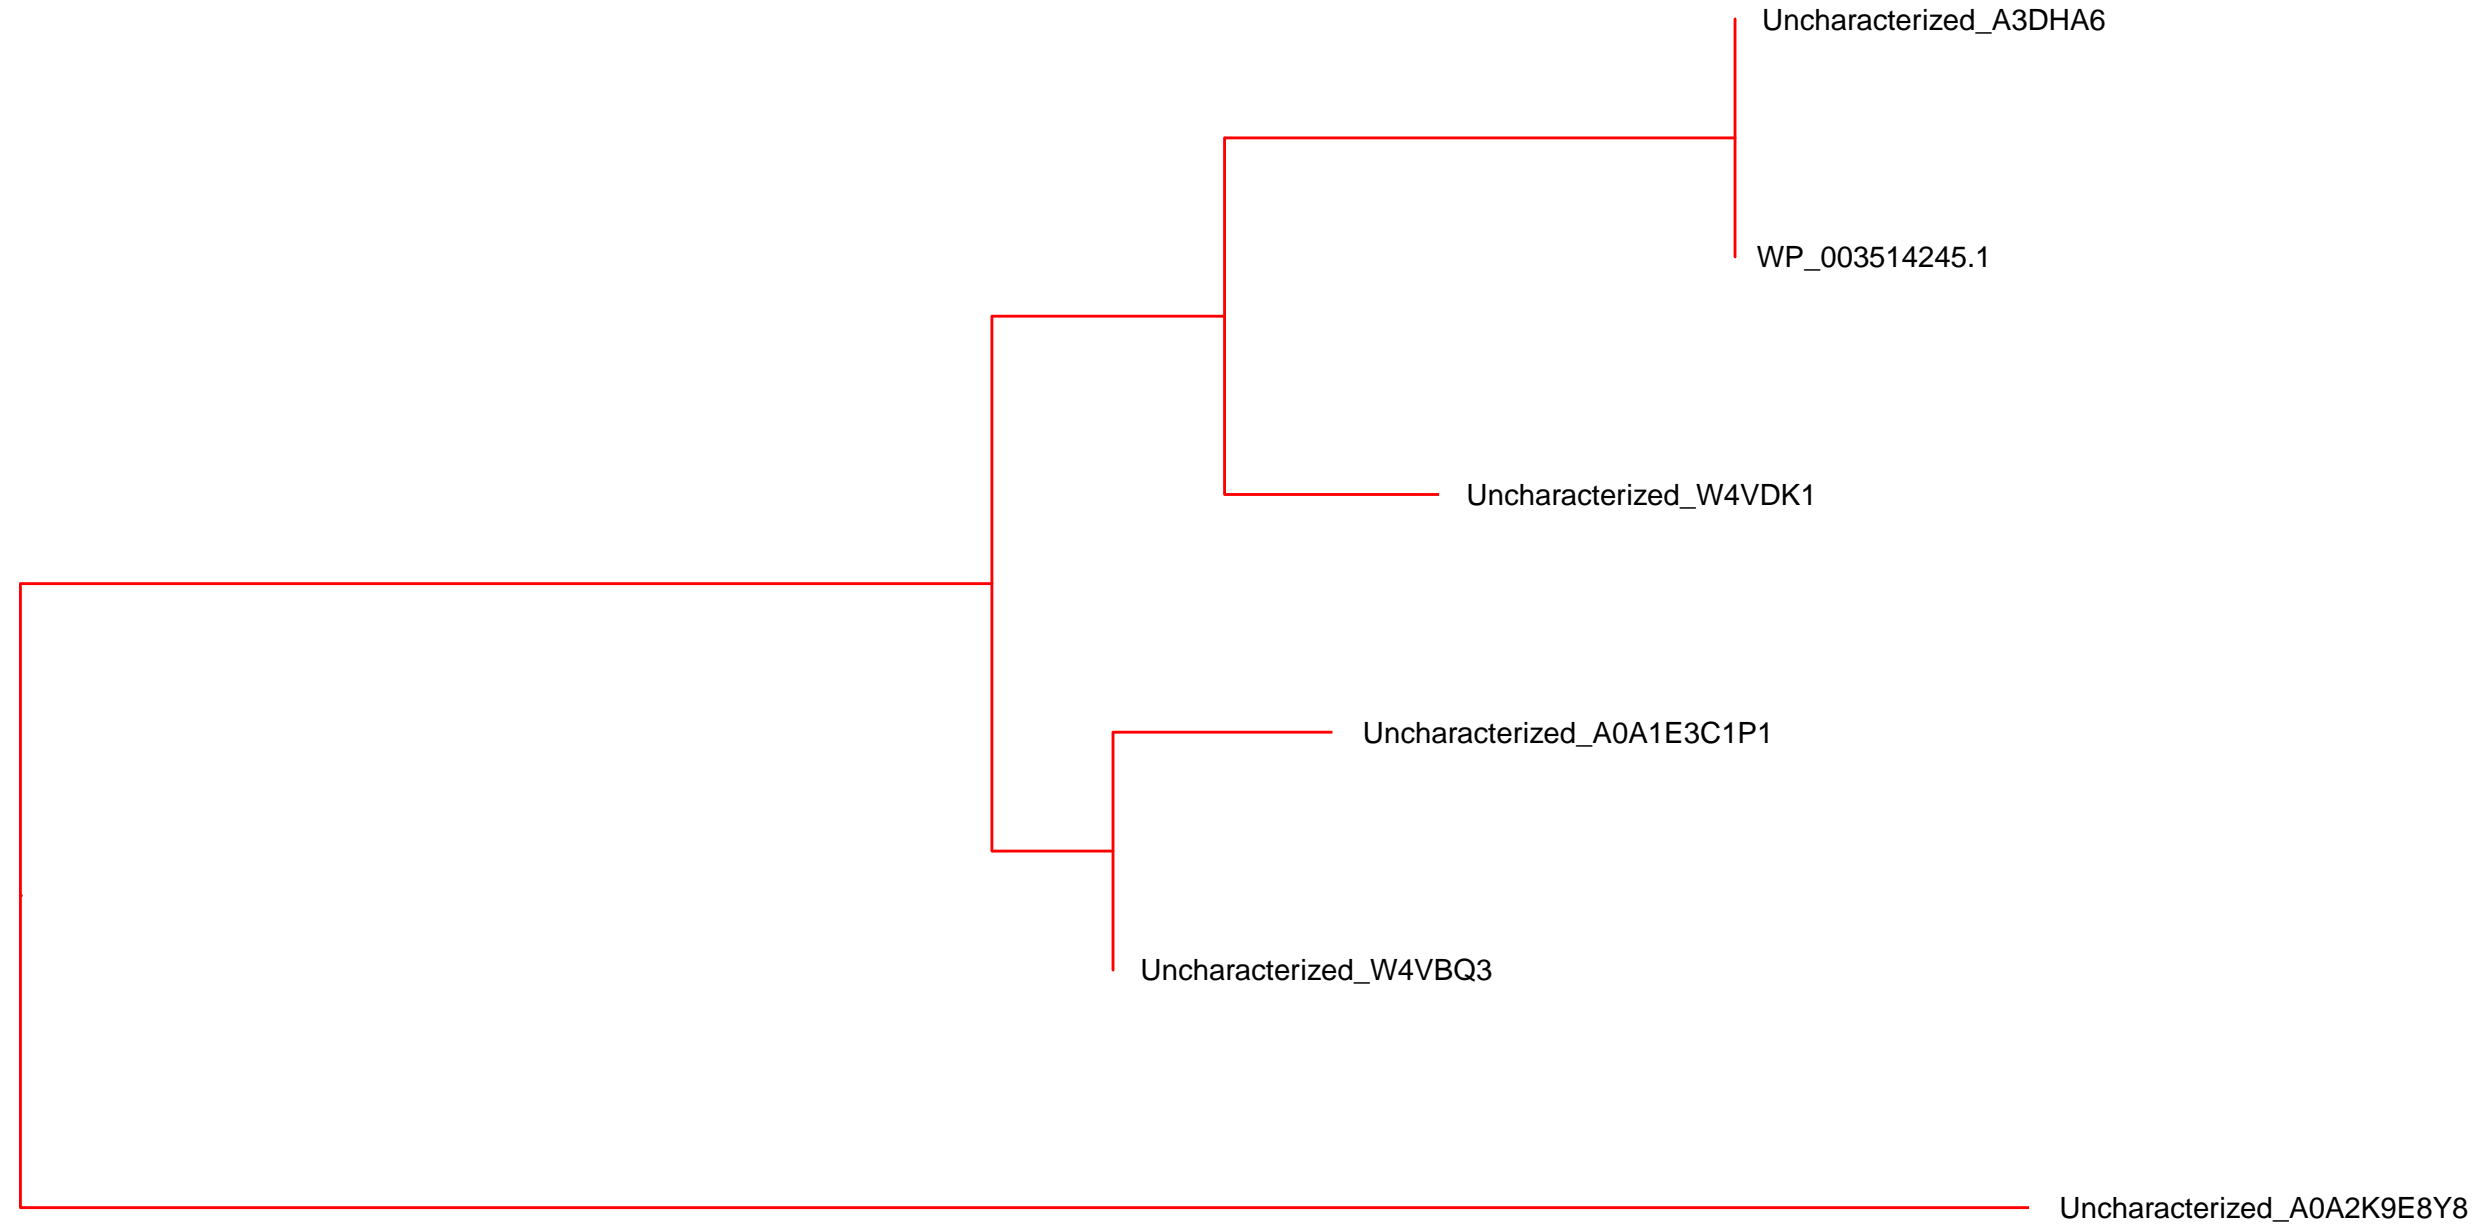 Uncharacterized_A3DHA6
WP_003514245.1
Uncharacterized_W4VDK1
Uncharacterized_A0A1E3C1P1
Uncharacterized_W4VBQ3
Uncharacterized_A0A2K9E8Y8